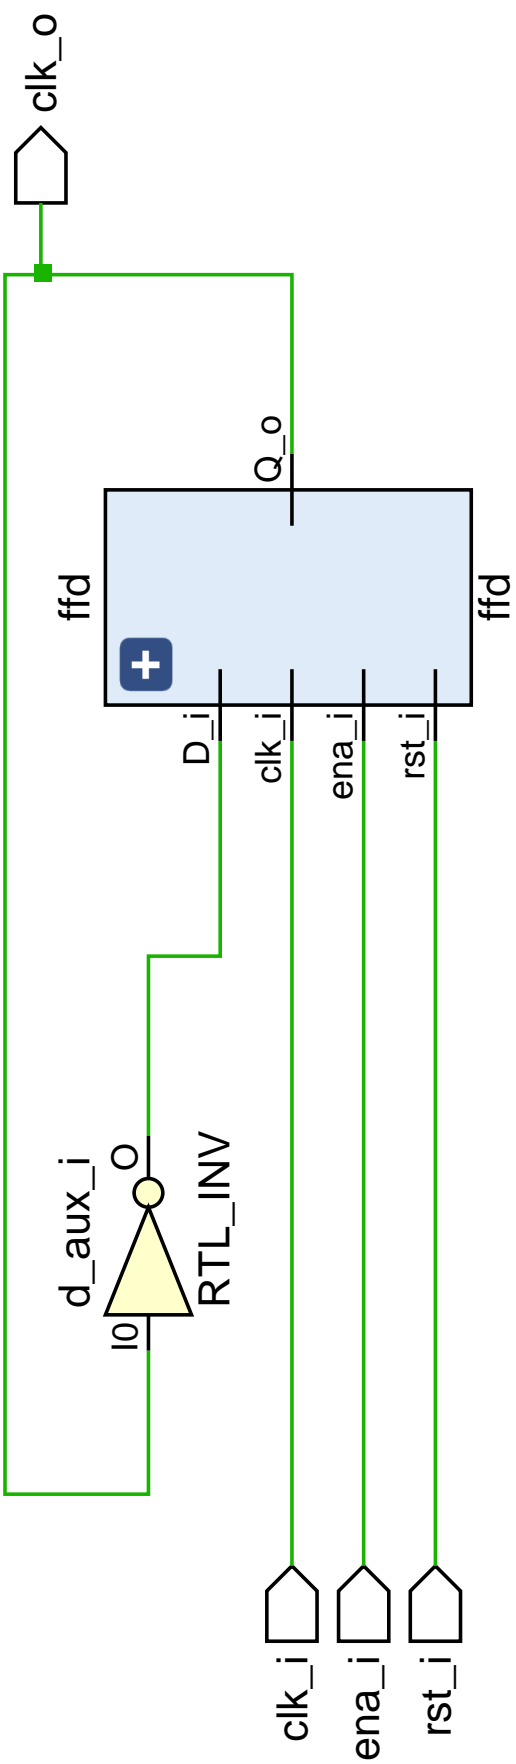 clk_o
Q_o
ffd
ffd
D_i
clk_i
ena_i
rst_i
d_aux_i
O
I0
RTL_INV
clk_i
ena_i
rst_i